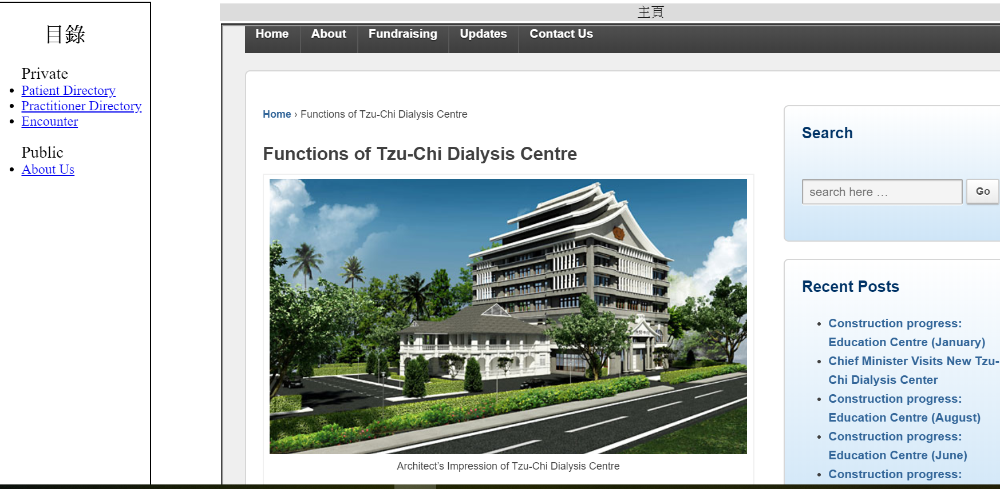 目錄
Private
Patient Directory
Practitioner Directory
Encounter
Public
About Us
主頁
Home About Fundraising Updates Contact Us
Home › Functions of Tzu-Chi Dialysis Centre
Functions of Tzu-Chi Dialysis Centre
Architect's Impression of Tzu-Chi Dialysis Centre
Search
search here …
Go
Recent Posts
Construction progress:
Education Centre (January)
Chief Minister Visits New Tzu-
Chi Dialysis Center
Construction progress:
Education Centre (August)
Construction progress:
Education Centre (June)
Construction progress: